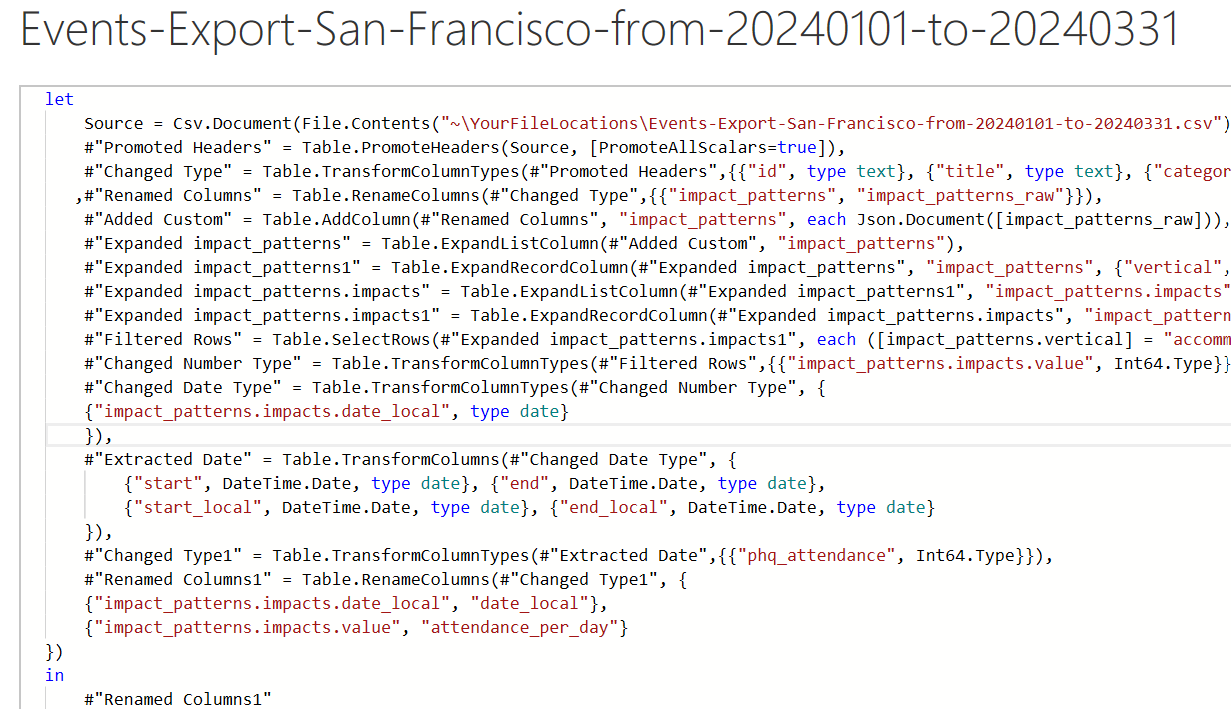 Events-Export-San-Francisco-from-20240101-to-20240331
let
Source = Csv.Document(File.Contents("~\YourFileLocations\Events-Export-San-Francisco-from-20240101-to-20240331.csv")
#"Promoted Headers" = Table.PromoteHeaders(Source, [PromoteAllScalars=true]),
#"Changed Type" = Table.TransformColumnTypes(#"Promoted Headers",{{"id", type text}, {"title", type text}, {"categor
,#"Renamed Columns" = Table.RenameColumns(#"Changed Type",{{"impact_patterns", "impact_patterns_raw"}}),
#"Added Custom" = Table.AddColumn(#"Renamed Columns", "impact_patterns", each Json.Document([impact_patterns_raw])),
#"Expanded impact_patterns" = Table.ExpandListColumn(#"Added Custom", "impact_patterns"),
#"Expanded impact_patterns1" = Table.ExpandRecordColumn(#"Expanded impact_patterns", "impact_patterns", {"vertical",
#"Expanded impact_patterns.impacts" = Table.ExpandListColumn(#"Expanded impact_patterns1", "impact_patterns.impacts"
#"Expanded impact_patterns.impacts1" = Table.ExpandRecordColumn(#"Expanded impact_patterns.impacts", "impact_pattern
#"Filtered Rows" = Table.SelectRows(#"Expanded impact_patterns.impacts1", each ([impact_patterns.vertical] = "accomm
#"Changed Number Type" = Table.TransformColumnTypes(#"Filtered Rows",{{"impact_patterns.impacts.value", Int64.Type}}
#"Changed Date Type" = Table.TransformColumnTypes(#"Changed Number Type", {
{"impact_patterns.impacts.date_local", type date}
}),
#"Extracted Date" = Table.TransformColumns(#"Changed Date Type", {
{"start", DateTime.Date, type date}, {"end", DateTime.Date, type date},
{"start_local", DateTime.Date, type date}, {"end_local", DateTime.Date, type date}
}),
#"Changed Type1" = Table.TransformColumnTypes(#"Extracted Date",{{"phq_attendance", Int64.Type}}),
#"Renamed Columns1" = Table.RenameColumns(#"Changed Type1", {
{"impact_patterns.impacts.date_local", "date_local"},
{"impact_patterns.impacts.value", "attendance_per_day"}
})
in
#"Renamed Columns1"